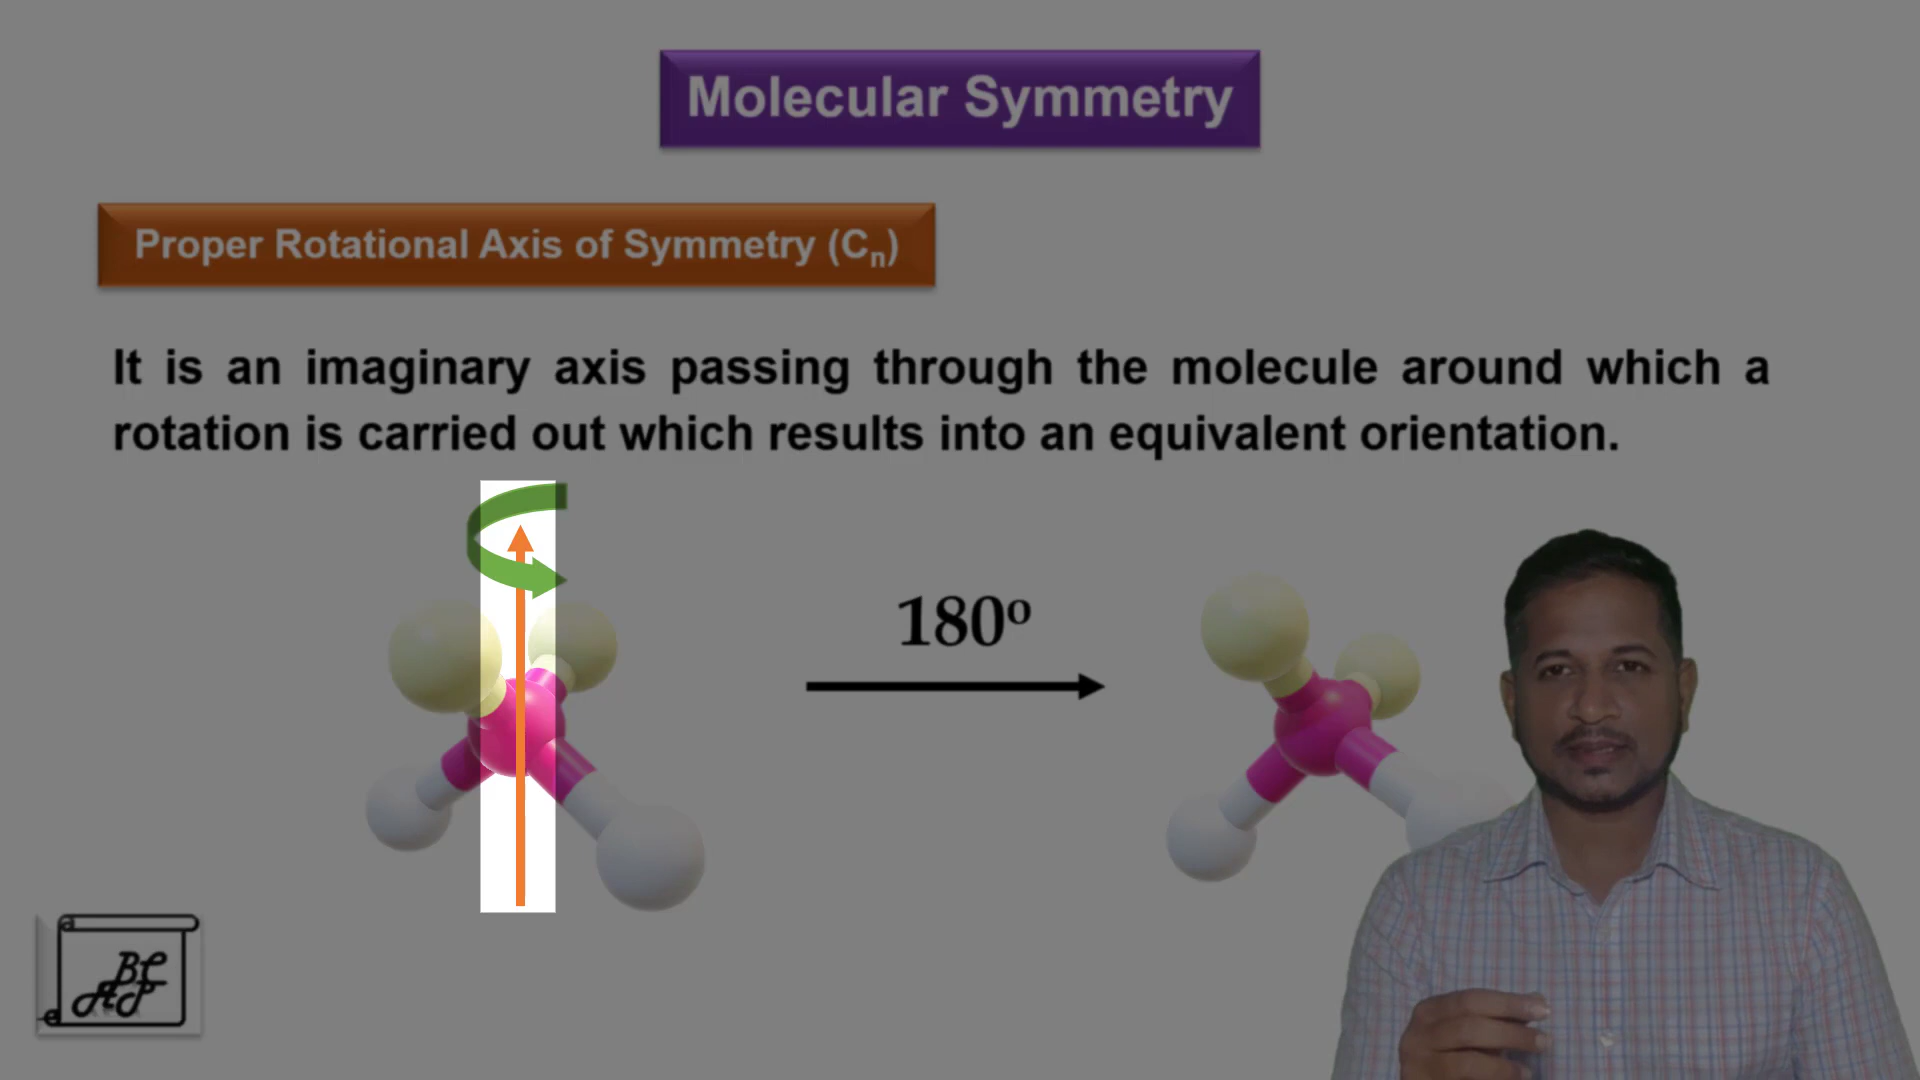 Molecular Symmetry
Proper Rotational Axis of Symmetry (Cₙ)
It is an imaginary axis passing through the molecule around which a
rotation is carried out which results into an equivalent orientation.
180º